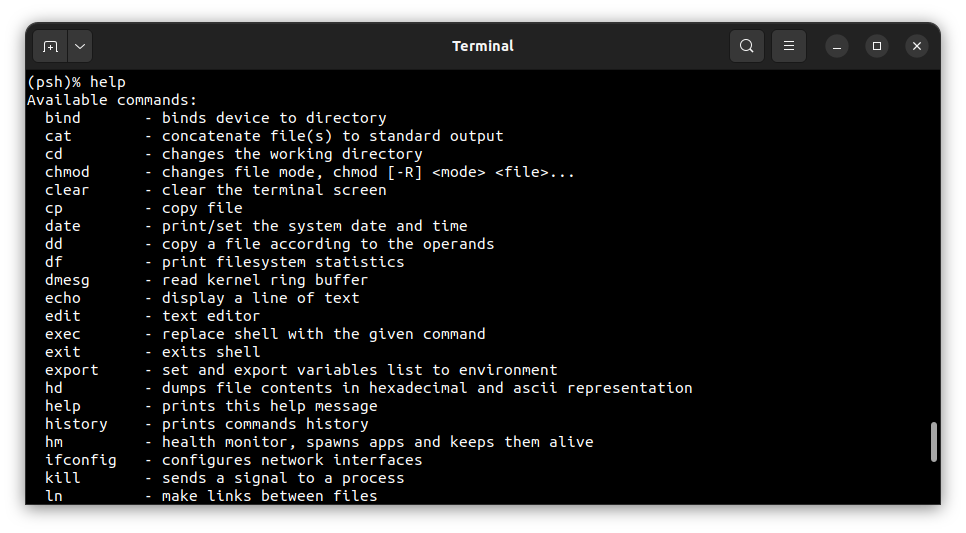 Terminal
(psh)% help
Available commands:
  bind       - binds device to directory
  cat        - concatenate file(s) to standard output
  cd         - changes the working directory
  chmod      - changes file mode, chmod [-R] <mode> <file>...
  clear      - clear the terminal screen
  cp         - copy file
  date       - print/set the system date and time
  dd         - copy a file according to the operands
  df         - print filesystem statistics
  dmesg      - read kernel ring buffer
  echo       - display a line of text
  edit       - text editor
  exec       - replace shell with the given command
  exit       - exits shell
  export     - set and export variables list to environment
  hd         - dumps file contents in hexadecimal and ascii representation
  help       - prints this help message
  history    - prints commands history
  hm         - health monitor, spawns apps and keeps them alive
  ifconfig   - configures network interfaces
  kill       - sends a signal to a process
  ln         - make links between files